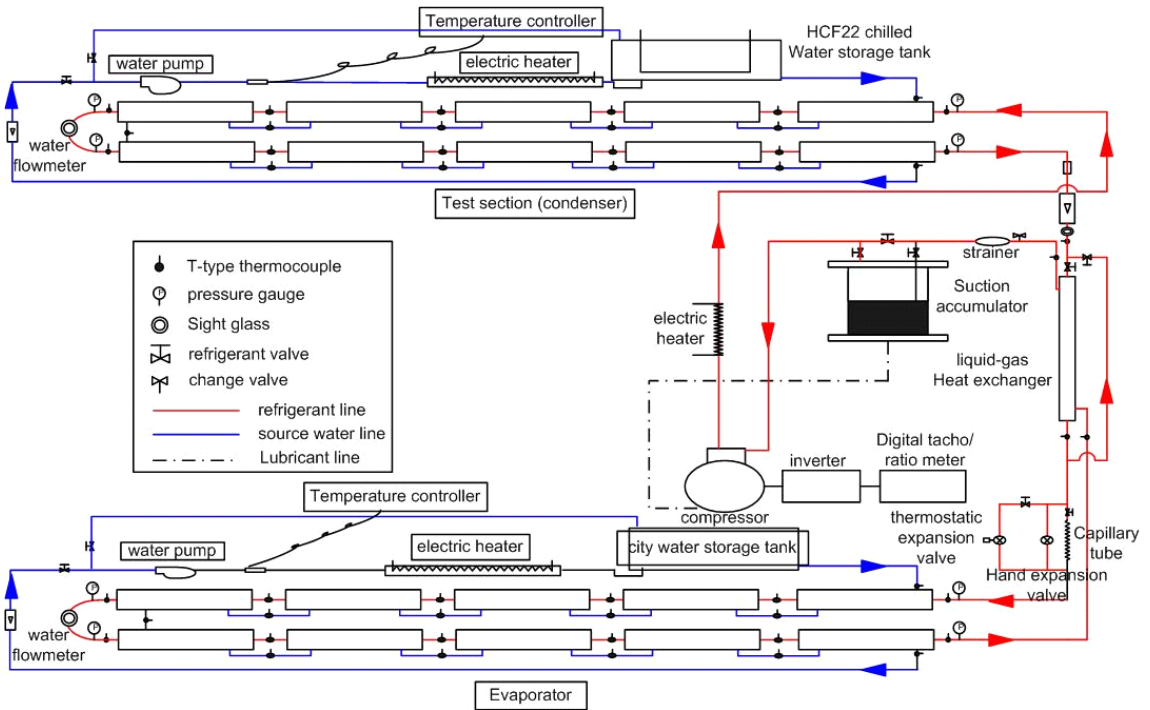 Temperature controller
HCF22 chilled
Water storage tank
water pump
electric heater
P
P
P
P
water
flowmeter
Test section (condenser)
T-type thermocouple
P
pressure gauge
Sight glass
refrigerant valve
change valve
refrigerant line
source water line
Lubricant line
strainer
Suction
accumulator
electric
heater
liquid-gas
Heat exchanger
Digital tacho/
ratio meter
inverter
compressor
thermostatic
expansion
valve
Capillary
tube
Hand expansion
valve
Temperature controller
water pump
electric heater
city water storage tank
P
P
P
P
water
flowmeter
Evaporator